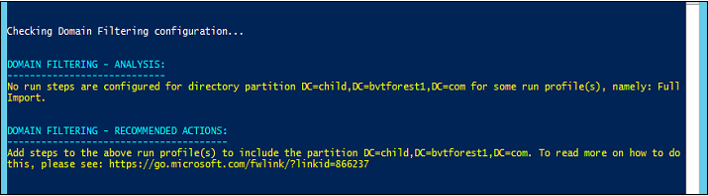 Checking Domain Filtering configuration...
DOMAIN FILTERING - ANALYSIS:
----------------------------
No run steps are configured for directory partition DC=child,DC=bvtforest1,DC=com for some run profile(s), namely: Full
Import.
DOMAIN FILTERING - RECOMMENDED ACTIONS:
---------------------------------------
Add steps to the above run profile(s) to include the partition DC=child,DC=bvtforest1,DC=com. To read more on how to do
this, please see: https://go.microsoft.com/fwlink/?linkid=866237